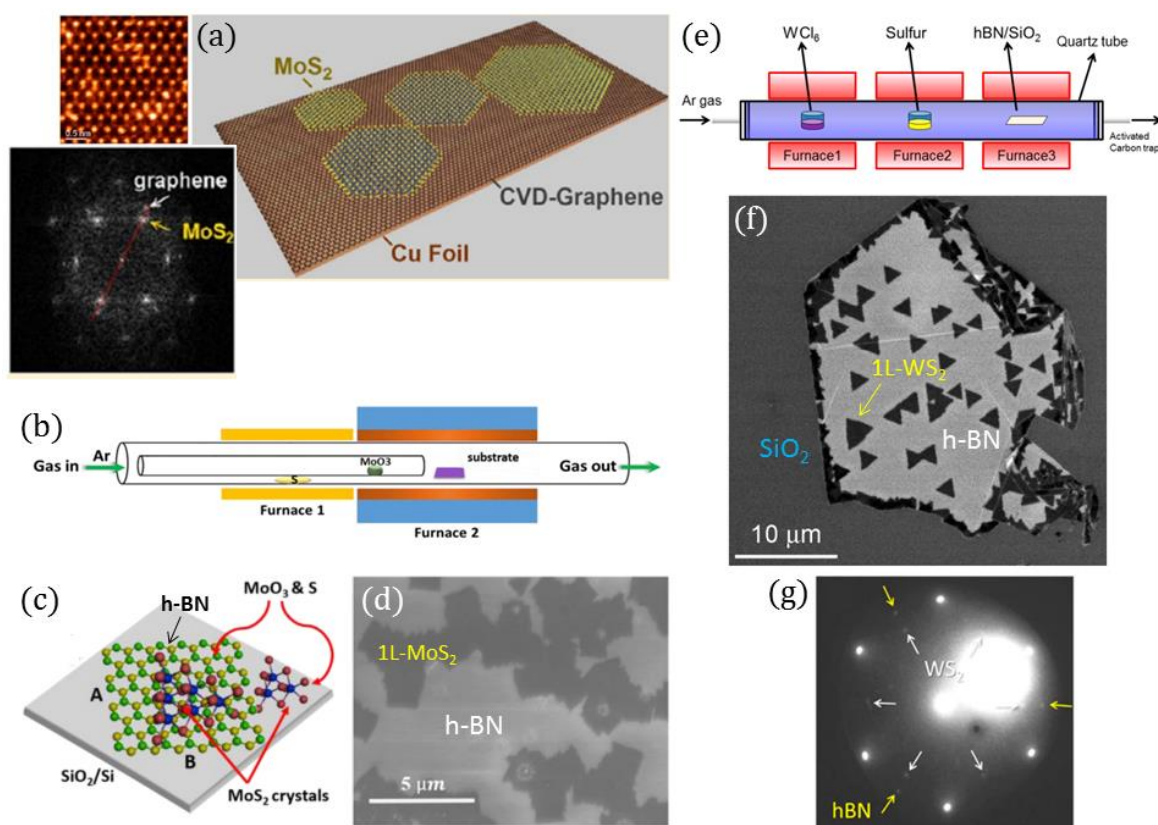 (a)
MoS₂
CVD-Graphene
Cu Foil
0.5 nm
graphene
MoS₂
(b)
Gas in
Ar
MoO3
substrate
S
Gas out
Furnace 1
Furnace 2
(c)
h-BN
MoO₃ & S
A
B
SiO₂/Si
MoS₂ crystals
(d)
1L-MoS₂
h-BN
5 μm
(e)
WCl₆
Sulfur
hBN/SiO₂
Quartz tube
Ar gas
Activated
Carbon trap
Furnace1
Furnace2
Furnace3
(f)
1L-WS₂
h-BN
SiO₂
10 μm
(g)
WS₂
hBN